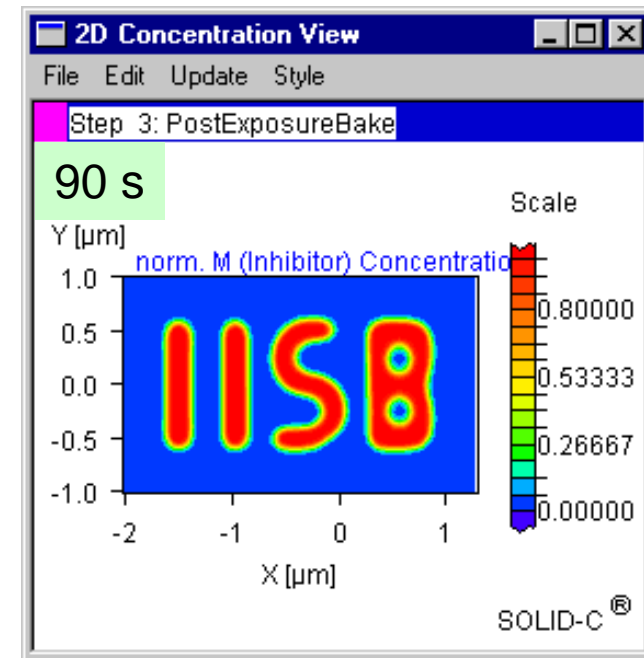 2D Concentration View
File Edit Update Style
Step 3: PostExposureBake
90 s
Scale
Y [µm]
norm. M (Inhibitor) Concentratio
1.0
0.5
0.0
-0.5
-1.0
IISB
0.80000
0.53333
0.26667
0.00000
-2 -1 0 1
X [µm]
SOLID-C ®